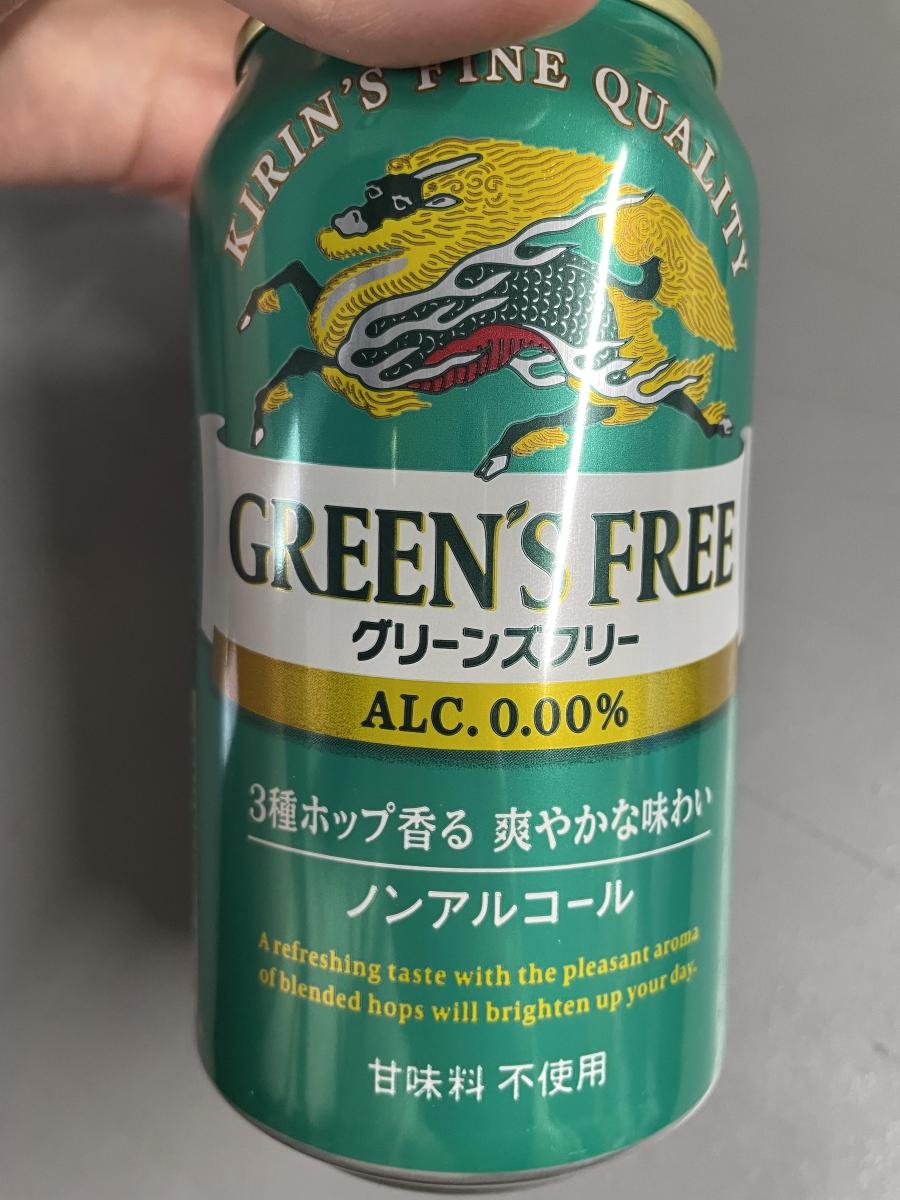 KIRIN'S FINE QUALITY
GREEN'S FREE
グリーンズフリー
ALC. 0.00%
3種ホップ香る 爽やかな味わい
ノンアルコール
A refreshing taste with the pleasant aroma
of blended hops will brighten up your day.
甘味料 不使用